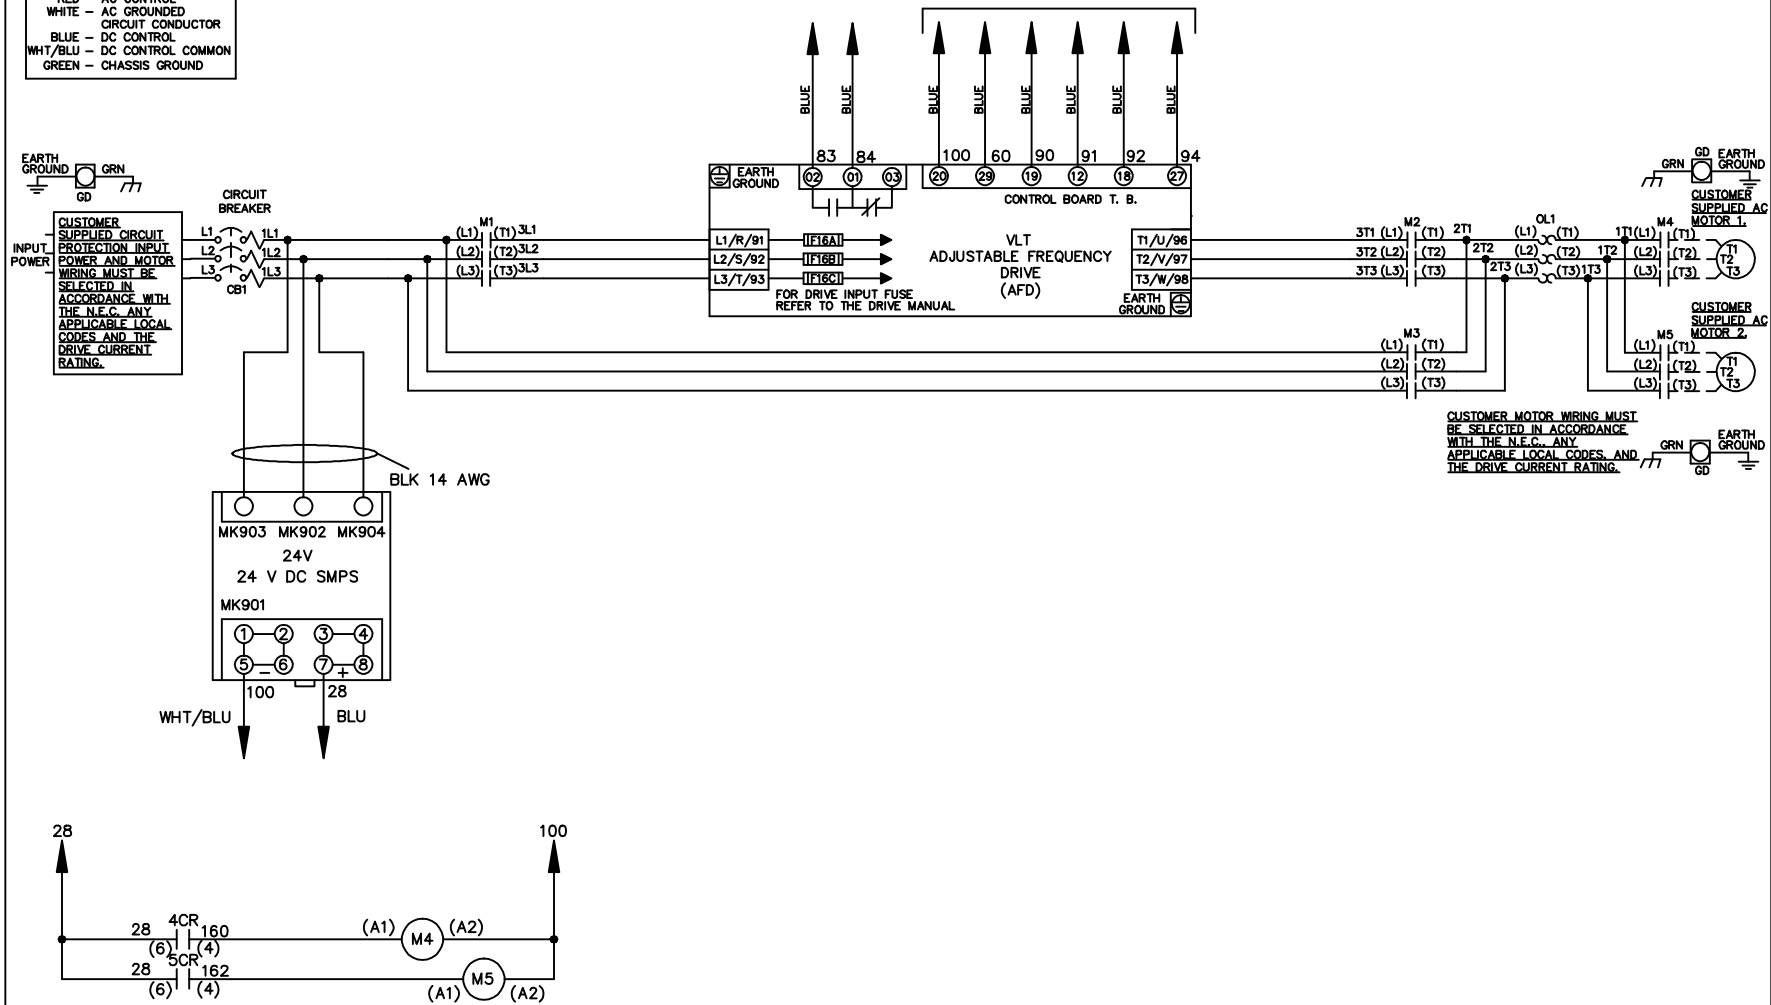 RED – AC CONTROL
WHITE – AC GROUNDED
CIRCUIT CONDUCTOR
BLUE – DC CONTROL
WHT/BLU – DC CONTROL COMMON
GREEN – CHASSIS GROUND
BLUE
BLUE
BLUE
BLUE
BLUE
BLUE
BLUE
BLUE
83
84
100
60
90
91
92
94
EARTH
GROUND
02
01
03
20
29
19
12
18
27
CONTROL BOARD T. B.
EARTH
GROUND
GRN
GD
CIRCUIT
BREAKER
INPUT
POWER
CUSTOMER
SUPPLIED CIRCUIT
PROTECTION INPUT
POWER AND MOTOR
WIRING MUST BE
SELECTED IN
ACCORDANCE WITH
THE N.E.C. ANY
APPLICABLE LOCAL
CODES AND THE
DRIVE CURRENT
RATING.
L1
1L1
L2
1L2
L3
1L3
CB1
M1
(L1) (T1) 3L1
(L2) (T2) 3L2
(L3) (T3) 3L3
L1/R/91
L2/S/92
L3/T/93
F16A
F16B
F16C
FOR DRIVE INPUT FUSE
REFER TO THE DRIVE MANUAL
VLT
ADJUSTABLE FREQUENCY
DRIVE
(AFD)
T1/U/96
T2/V/97
T3/W/98
EARTH
GROUND
M2
3T1 (L1) (T1) 2T1
3T2 (L2) (T2) 2T2
3T3 (L3) (T3) 2T3
OL1
(L1) (T1) 1T1
(L2) (T2) 1T2
(L3) (T3) 1T3
M4
(L1) (T1)
(L2) (T2)
(L3) (T3)
T1
T2
T3
GRN
GD
EARTH
GROUND
CUSTOMER
SUPPLIED AC
MOTOR 1.
M3
(L1) (T1)
(L2) (T2)
(L3) (T3)
CUSTOMER
SUPPLIED AC
MOTOR 2.
M5
(L1) (T1)
(L2) (T2)
(L3) (T3)
T1
T2
T3
CUSTOMER MOTOR WIRING MUST
BE SELECTED IN ACCORDANCE
WITH THE N.E.C., ANY
APPLICABLE LOCAL CODES, AND
THE DRIVE CURRENT RATING.
GRN
GD
EARTH
GROUND
BLK 14 AWG
MK903 MK902 MK904
24V
24 V DC SMPS
MK901
1 2 3 4
5 – 6 7 + 8
100
28
WHT/BLU
BLU
28
100
28
4CR
160
(6)
(4)
(A1) M4 (A2)
28
5CR
162
(6)
(4)
(A1) M5 (A2)